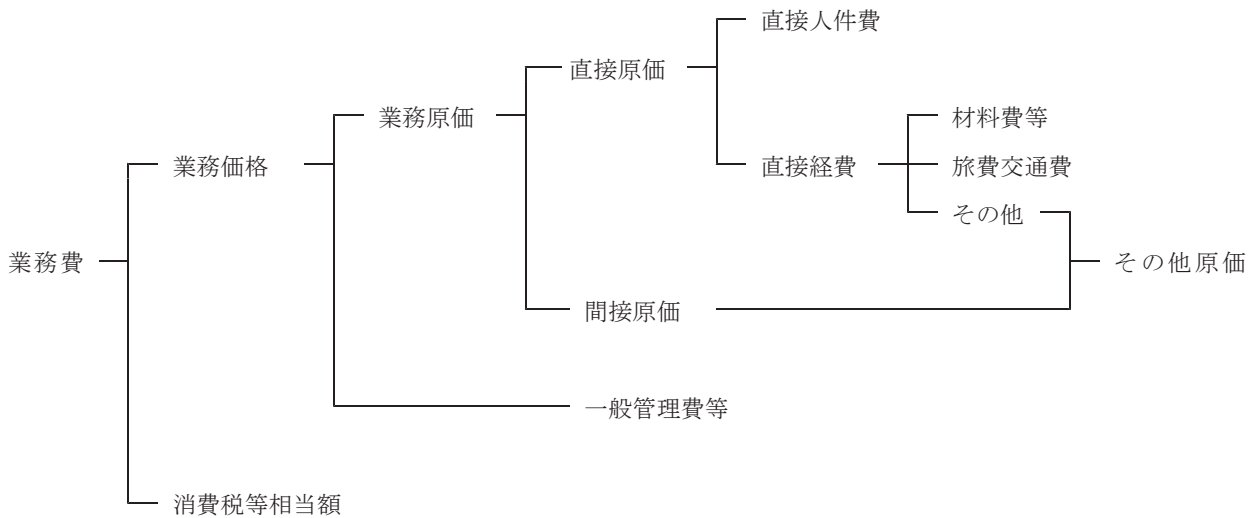 直接人件費
直接原価
業務原価
材料費等
業務価格
直接経費
旅費交通費
その他
業務費
その他原価
間接原価
一般管理費等
消費税等相当額